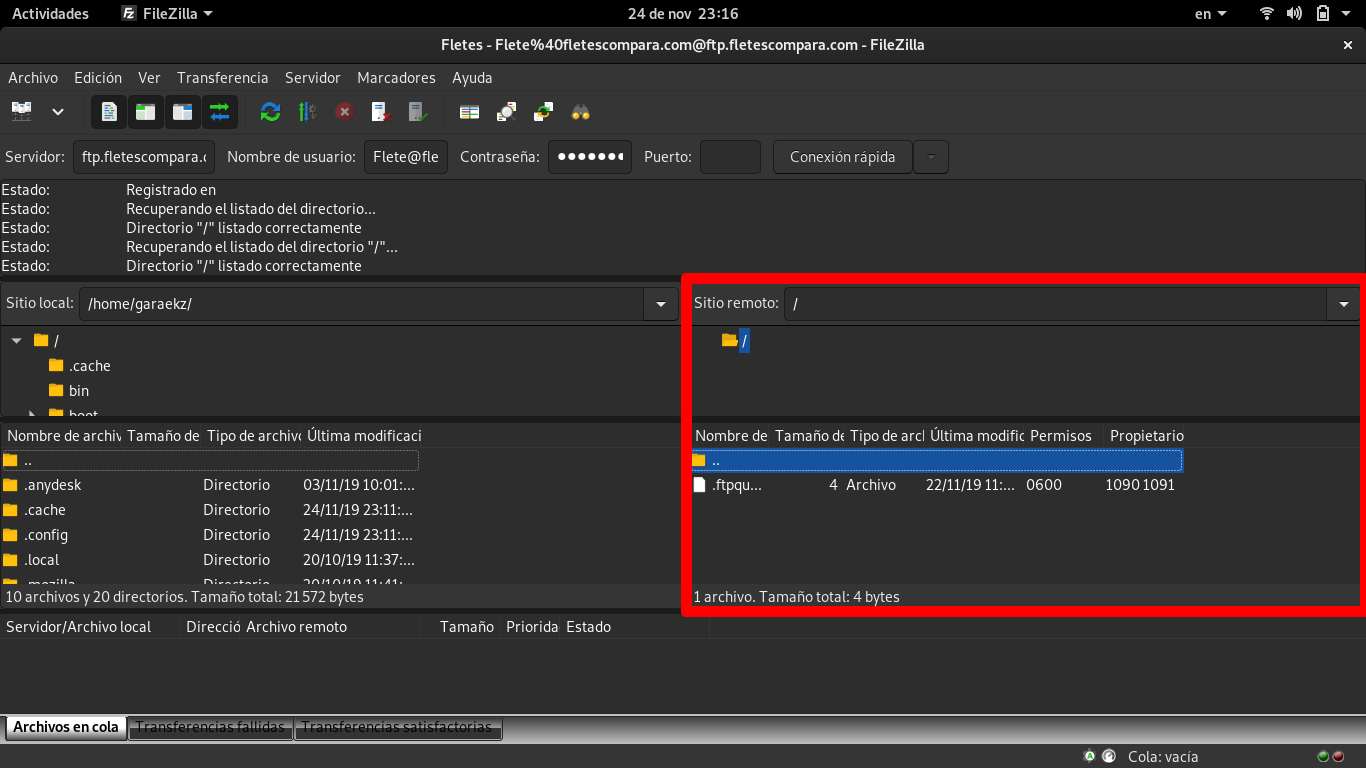 Actividades FileZilla 24 de nov 23:16 en
Fletes - Flete%40fletescompara.com@ftp.fletescompara.com - FileZilla ×
Archivo Edición Ver Transferencia Servidor Marcadores Ayuda
Servidor: ftp.fletescompara.c Nombre de usuario: Flete@fle Contraseña: ●●●●●●● Puerto: Conexión rápida
Estado: Registrado en
Estado: Recuperando el listado del directorio...
Estado: Directorio "/" listado correctamente
Estado: Recuperando el listado del directorio "/"...
Estado: Directorio "/" listado correctamente
Sitio local: /home/garaekz/
/
.cache
bin
boot
Nombre de archiv Tamaño de Tipo de archivo Última modificaci
..
.anydesk Directorio 03/11/19 10:01:...
.cache Directorio 24/11/19 23:11:...
.config Directorio 24/11/19 23:11:...
.local Directorio 20/10/19 11:37:...
.mozilla Directorio 20/10/19 11:41:...
10 archivos y 20 directorios. Tamaño total: 21 572 bytes
Sitio remoto: /
/
Nombre de Tamaño de Tipo de arcl Última modific Permisos Propietario
..
.ftpqu... 4 Archivo 22/11/19 11:... 0600 1090 1091
1 archivo. Tamaño total: 4 bytes
Servidor/Archivo local Direcció Archivo remoto Tamaño Priorida Estado
Archivos en cola Transferencias fallidas Transferencias satisfactorias
Cola: vacía